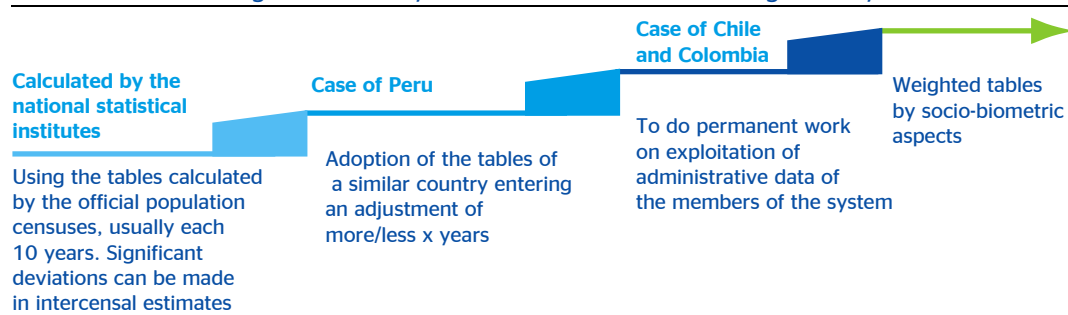 Calculated by the
national statistical
institutes
Using the tables calculated
by the official population
censuses, usually each
10 years. Significant
deviations can be made
in intercensal estimates
Case of Peru
Adoption of the tables of
a similar country entering
an adjustment of
more/less x years
Case of Chile
and Colombia
To do permanent work
on exploitation of
administrative data of
the members of the system
Weighted tables
by socio-biometric
aspects